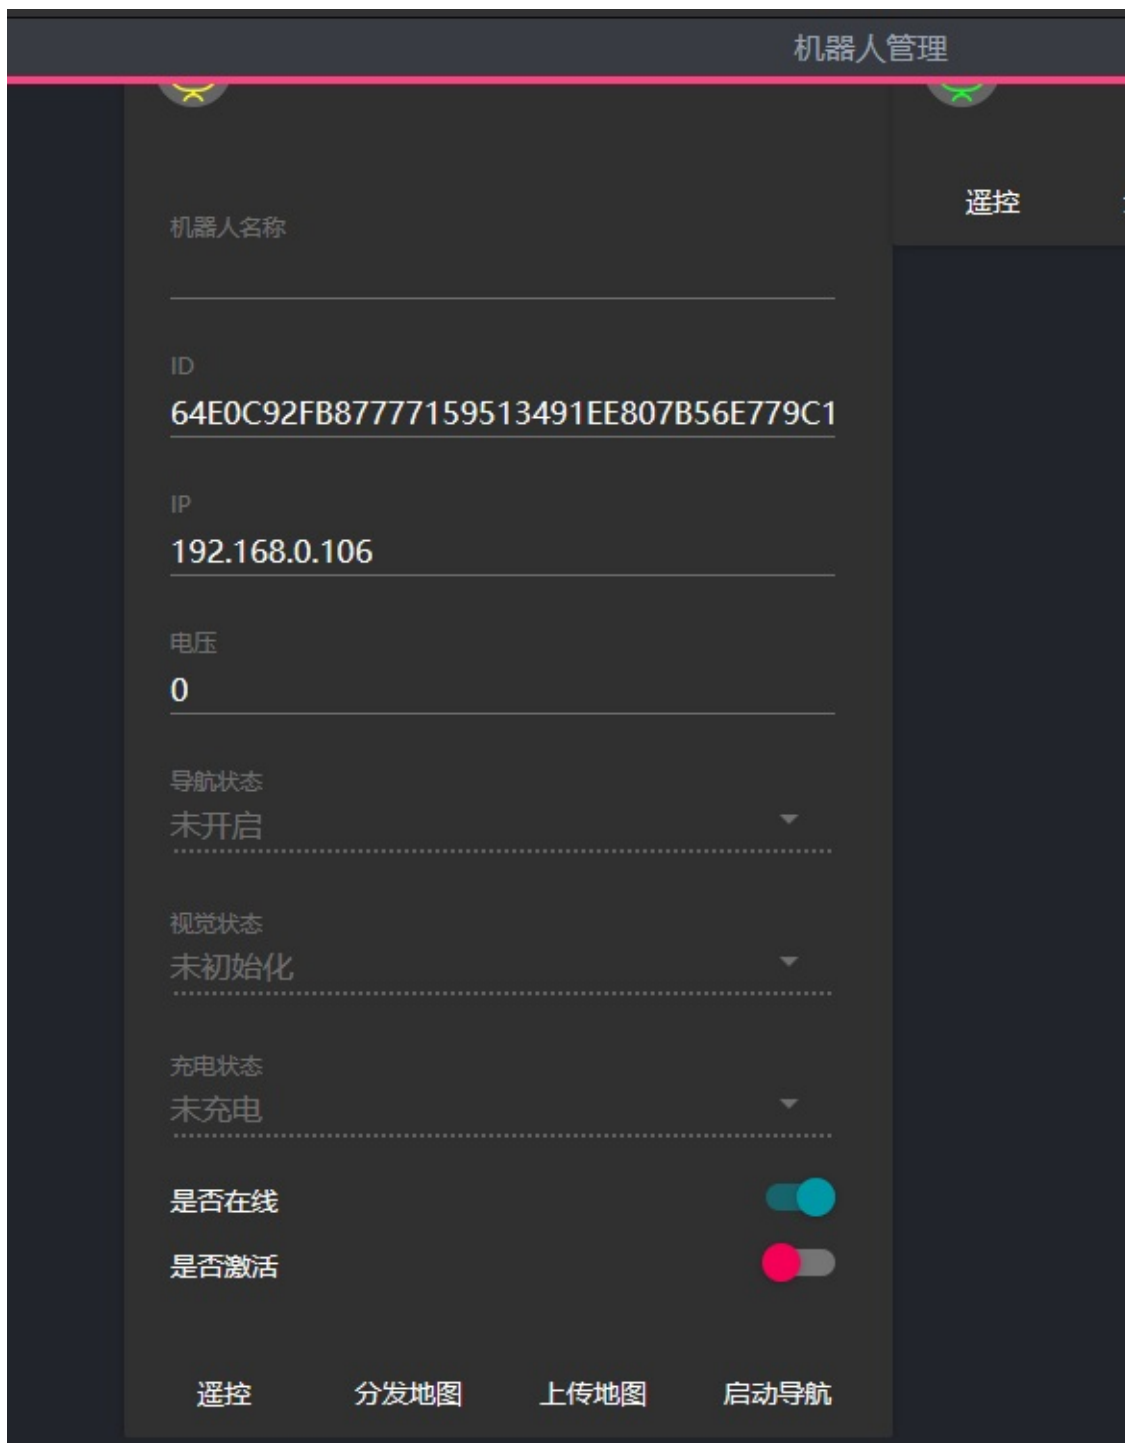 机器人管理
遥控
机器人名称
ID
64E0C92FB87777159513491EE807B56E779C1
IP
192.168.0.106
电压
0
导航状态
未开启
视觉状态
未初始化
充电状态
未充电
是否在线
是否激活
遥控 分发地图 上传地图 启动导航